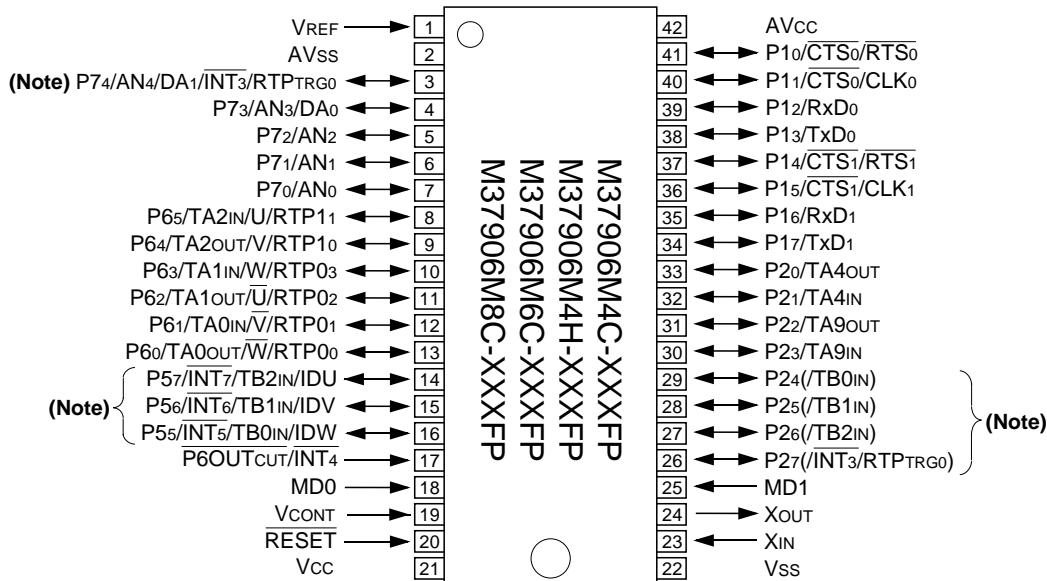 VREF 1
AVSS 2
(Note) P74/AN4/DA1/INT3/RTPTRG0 3
P73/AN3/DA0 4
P72/AN2 5
P71/AN1 6
P70/AN0 7
P65/TA2IN/U/RTP11 8
P64/TA2OUT/V/RTP10 9
P63/TA1IN/W/RTP03 10
P62/TA1OUT/U/RTP02 11
P61/TA0IN/V/RTP01 12
P60/TA0OUT/W/RTP00 13
P57/INT7/TB2IN/IDU 14
(Note) P56/INT6/TB1IN/IDV 15
P55/INT5/TB0IN/IDW 16
P6OUTCUT/INT4 17
MD0 18
VCONT 19
RESET 20
VCC 21
M37906M4C-XXXFP
M37906M4H-XXXFP
M37906M6C-XXXFP
M37906M8C-XXXFP
42 AVCC
41 P10/CTS0/RTS0
40 P11/CTS0/CLK0
39 P12/RxD0
38 P13/TxD0
37 P14/CTS1/RTS1
36 P15/CTS1/CLK1
35 P16/RxD1
34 P17/TxD1
33 P20/TA4OUT
32 P21/TA4IN
31 P22/TA9OUT
30 P23/TA9IN
29 P24(/TB0IN)
28 P25(/TB1IN)
(Note)
27 P26(/TB2IN)
26 P27(/INT3/RTPTRG0)
25 MD1
24 XOUT
23 XIN
22 VSS